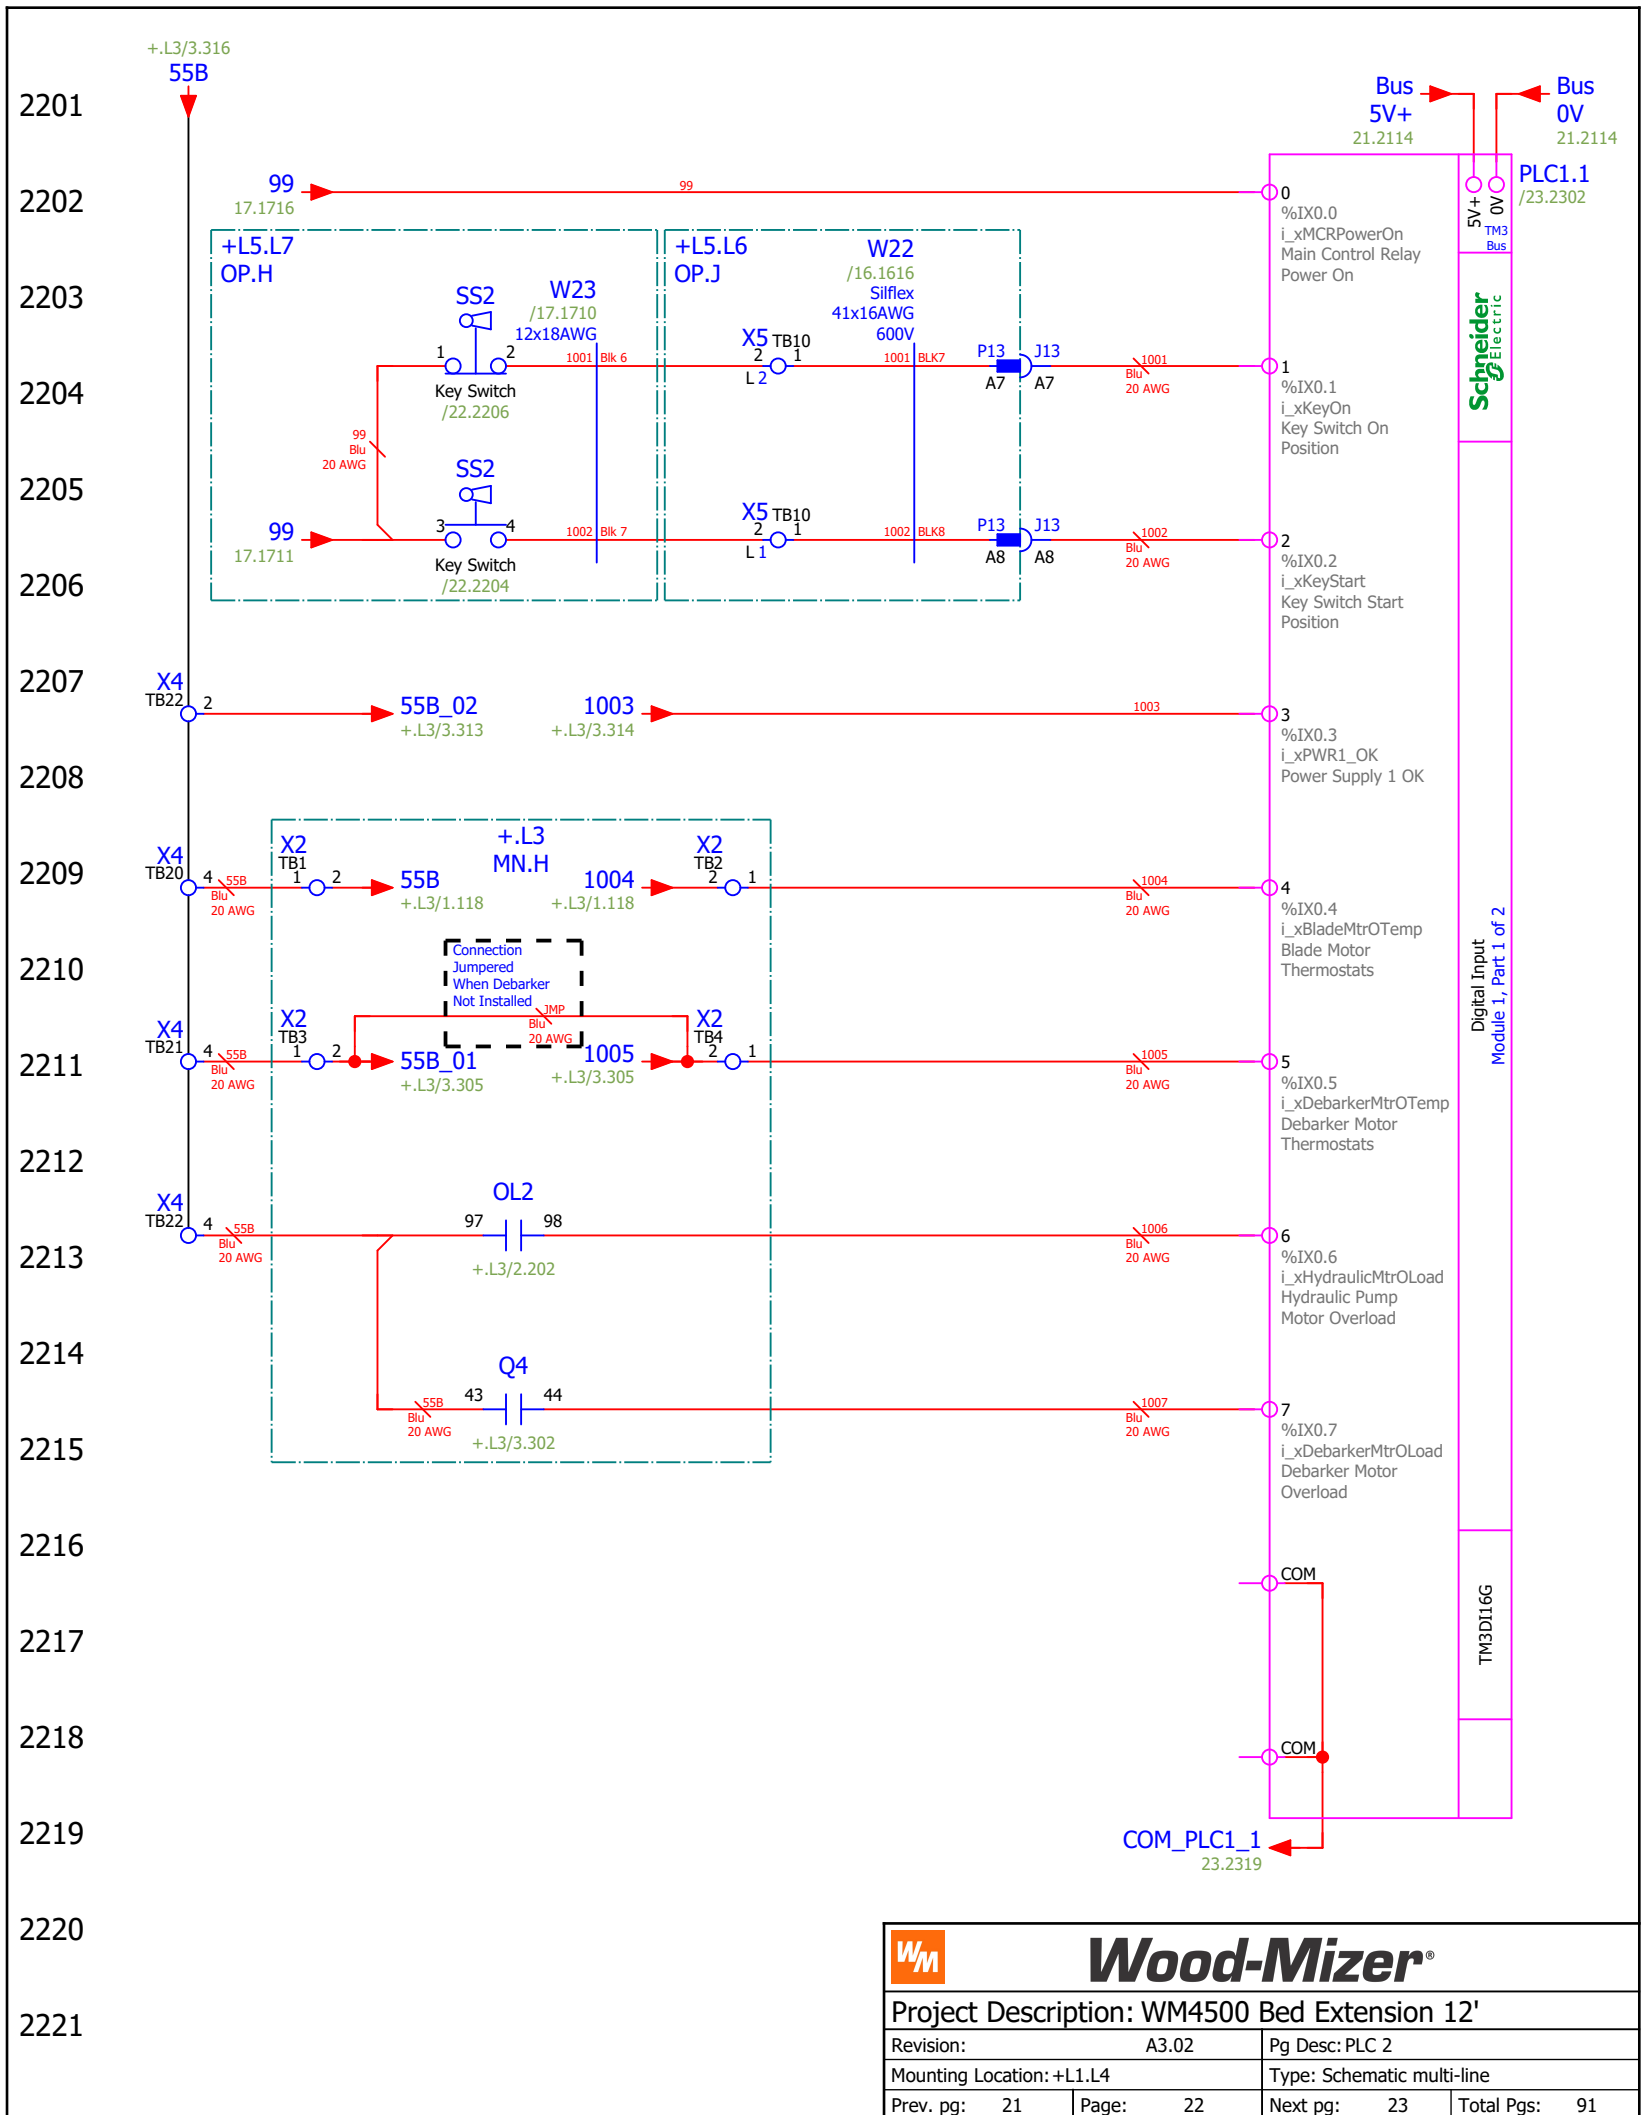 +.L3/3.316
55B
2201
Bus
5V+
21.2114
Bus
0V
21.2114
PLC1.1
/23.2302
5V+
0V
TM3
Bus
2202
99
17.1716
99
0
%IX0.0
i_xMCRPowerOn
Main Control Relay
Power On
+L5.L7
OP.H
+L5.L6
OP.J
W22
/16.1616
Silflex
41x16AWG
600V
2203
SS2
W23
/17.1710
12x18AWG
Schneider
Electric
1 2
Key Switch
/22.2206
1001 Blk 6
X5 TB10
2 1
L 2
1001 BLK7
P13 J13
A7 A7
1001
Blu
20 AWG
1
%IX0.1
i_xKeyOn
Key Switch On
Position
2204
99
Blu
20 AWG
2205
SS2
3 4
Key Switch
/22.2204
99
17.1711
1002 Blk 7
X5 TB10
2 1
L 1
1002 BLK8
P13 J13
A8 A8
1002
Blu
20 AWG
2
%IX0.2
i_xKeyStart
Key Switch Start
Position
2206
2207
X4
TB22 2
55B_02
+.L3/3.313
1003
+.L3/3.314
1003
3
%IX0.3
i_xPWR1_OK
Power Supply 1 OK
2208
+.L3
MN.H
2209
X4
TB20 4
55B
Blu
20 AWG
X2
TB1
1 2
55B
+.L3/1.118
1004
+.L3/1.118
X2
TB2
2 1
1004
Blu
20 AWG
4
%IX0.4
i_xBladeMtrOTemp
Blade Motor
Thermostats
Digital Input
Module 1, Part 1 of 2
2210
Connection
Jumpered
When Debarker
Not Installed
JMP
Blu
20 AWG
2211
X4
TB21 4
55B
Blu
20 AWG
X2
TB3
1 2
55B_01
+.L3/3.305
1005
+.L3/3.305
X2
TB4
2 1
1005
Blu
20 AWG
5
%IX0.5
i_xDebarkerMtrOTemp
Debarker Motor
Thermostats
2212
X4
TB22 4
55B
Blu
20 AWG
OL2
97 98
+.L3/2.202
1006
Blu
20 AWG
6
%IX0.6
i_xHydraulicMtrOLoad
Hydraulic Pump
Motor Overload
2213
2214
Q4
43 44
+.L3/3.302
55B
Blu
20 AWG
1007
Blu
20 AWG
7
%IX0.7
i_xDebarkerMtrOLoad
Debarker Motor
Overload
2215
2216
COM
TM3DI16G
2217
2218
COM
2219
COM_PLC1_1
23.2319
2220
WM
Wood-Mizer®
Project Description: WM4500 Bed Extension 12'
2221
Revision: A3.02 Pg Desc: PLC 2
Mounting Location: +L1.L4 Type: Schematic multi-line
Prev. pg: 21 Page: 22 Next pg: 23 Total Pgs: 91